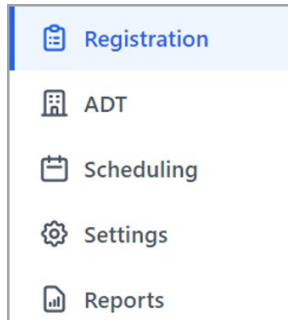 Registration
ADT
Scheduling
Settings
Reports